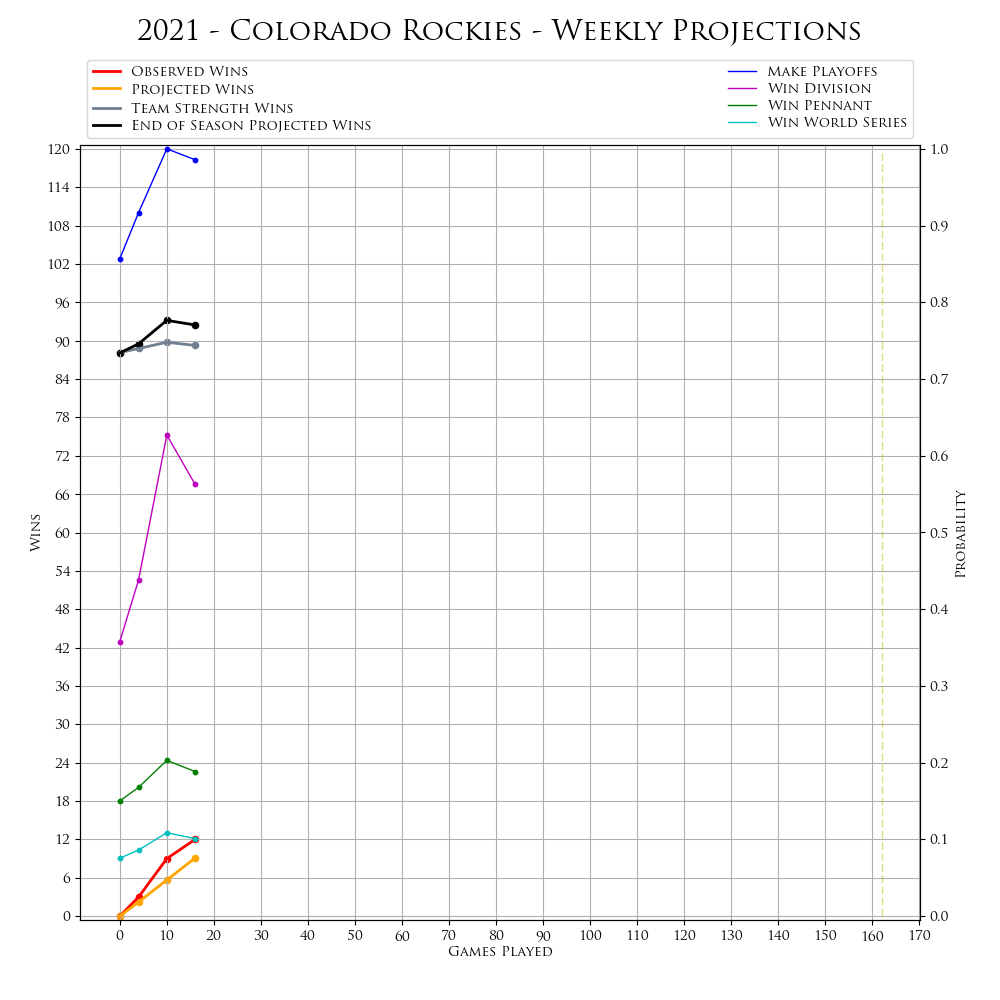 2021 - Colorado Rockies - Weekly Projections
Observed Wins
Projected Wins
Team Strength Wins
End of Season Projected Wins
Make Playoffs
Win Division
Win Pennant
Win World Series
120
114
108
102
96
90
84
78
72
66
60
54
48
42
36
30
24
18
12
6
0
Wins
1.0
0.9
0.8
0.7
0.6
0.5
0.4
0.3
0.2
0.1
0.0
Probability
0 10 20 30 40 50 60 70 80 90 100 110 120 130 140 150 160 170
Games Played